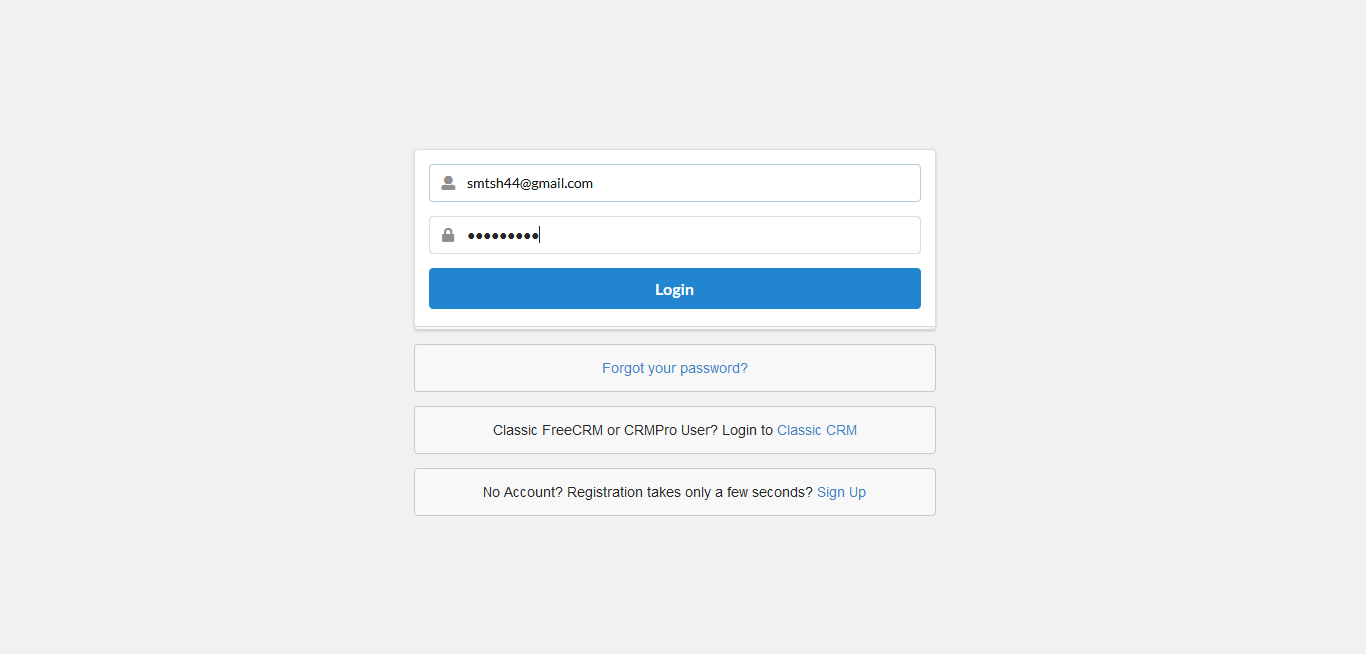 smtsh44@gmail.com
•••••••••
Login
Forgot your password?
Classic FreeCRM or CRMPro User? Login to Classic CRM
No Account? Registration takes only a few seconds? Sign Up